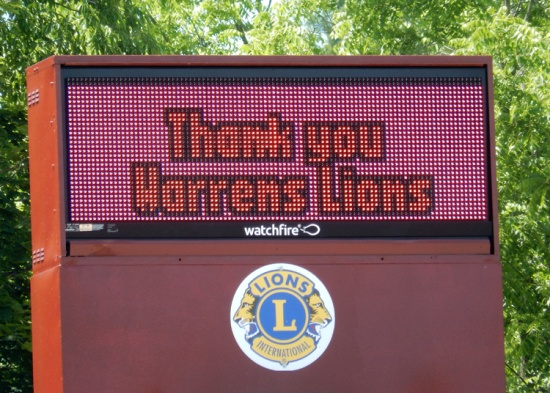 Thank you
Warrens Lions
watchfire
LIONS
L
INTERNATIONAL